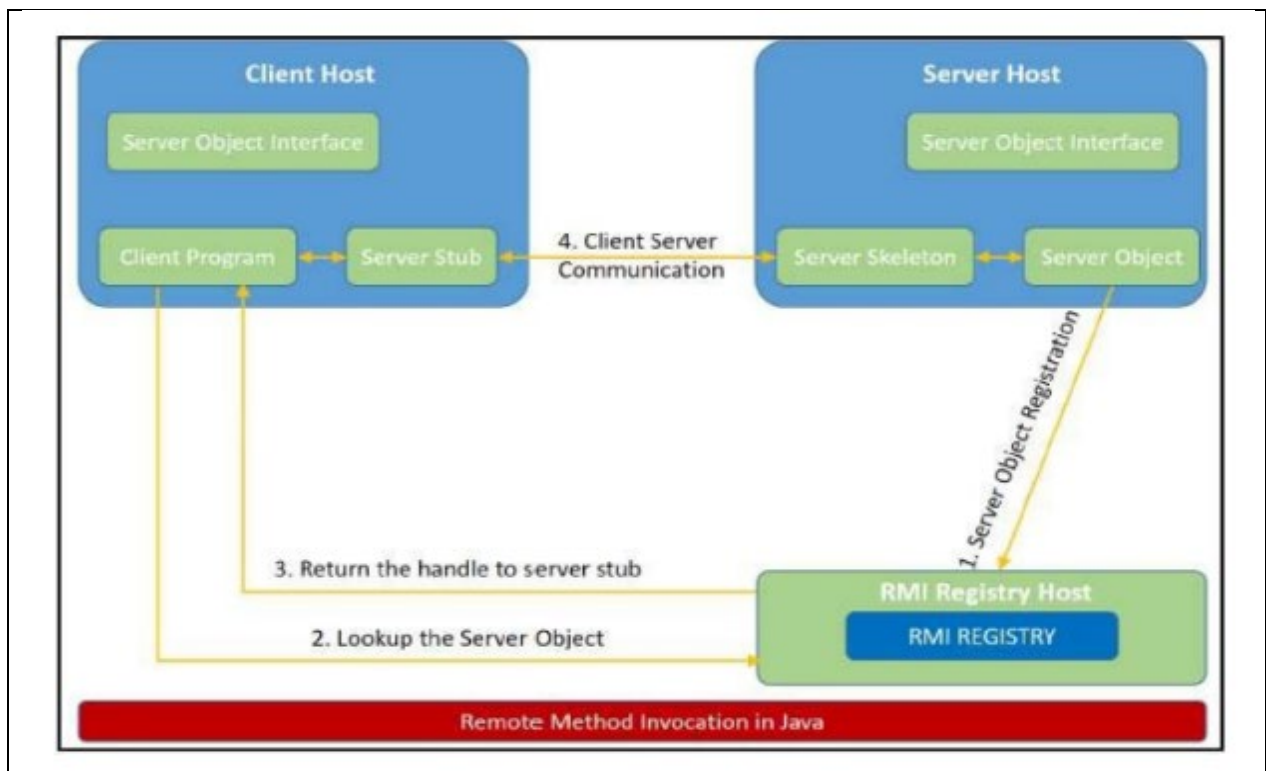 Client Host
Server Object Interface
Client Program
Server Stub
4. Client Server
Communication
Server Host
Server Object Interface
Server Skeleton
Server Object
1. Server Object Registration
3. Return the handle to server stub
2. Lookup the Server Object
RMI Registry Host
RMI REGISTRY
Remote Method Invocation in Java